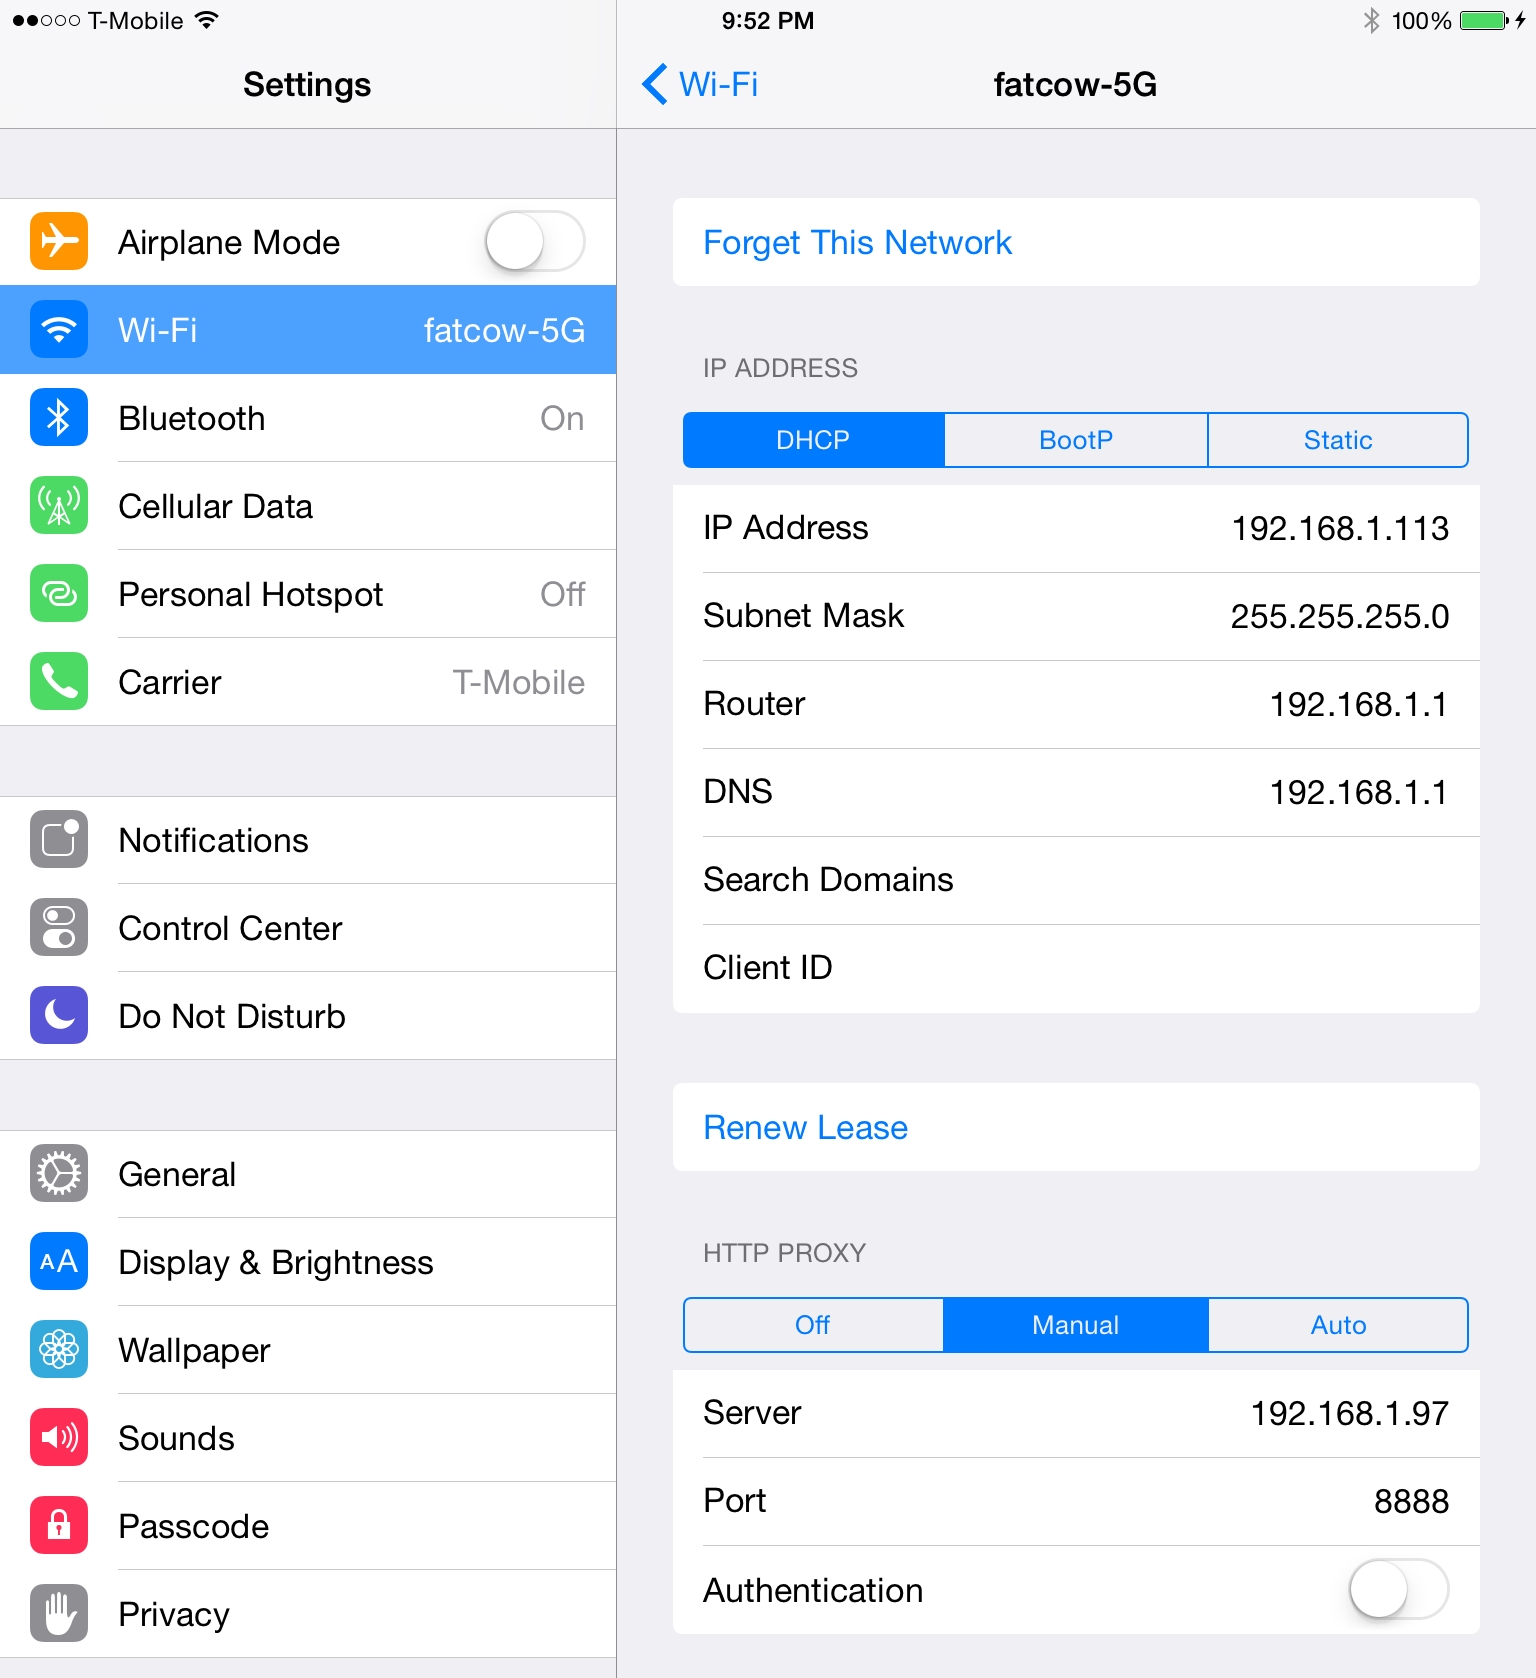 T-Mobile
9:52 PM
100%
Settings
Wi-Fi
fatcow-5G
Airplane Mode
Wi-Fi fatcow-5G
Bluetooth On
Cellular Data
Personal Hotspot Off
Carrier T-Mobile
Notifications
Control Center
Do Not Disturb
General
AA Display & Brightness
Wallpaper
Sounds
Passcode
Privacy
Forget This Network
IP ADDRESS
DHCP BootP Static
IP Address 192.168.1.113
Subnet Mask 255.255.255.0
Router 192.168.1.1
DNS 192.168.1.1
Search Domains
Client ID
Renew Lease
HTTP PROXY
Off Manual Auto
Server 192.168.1.97
Port 8888
Authentication